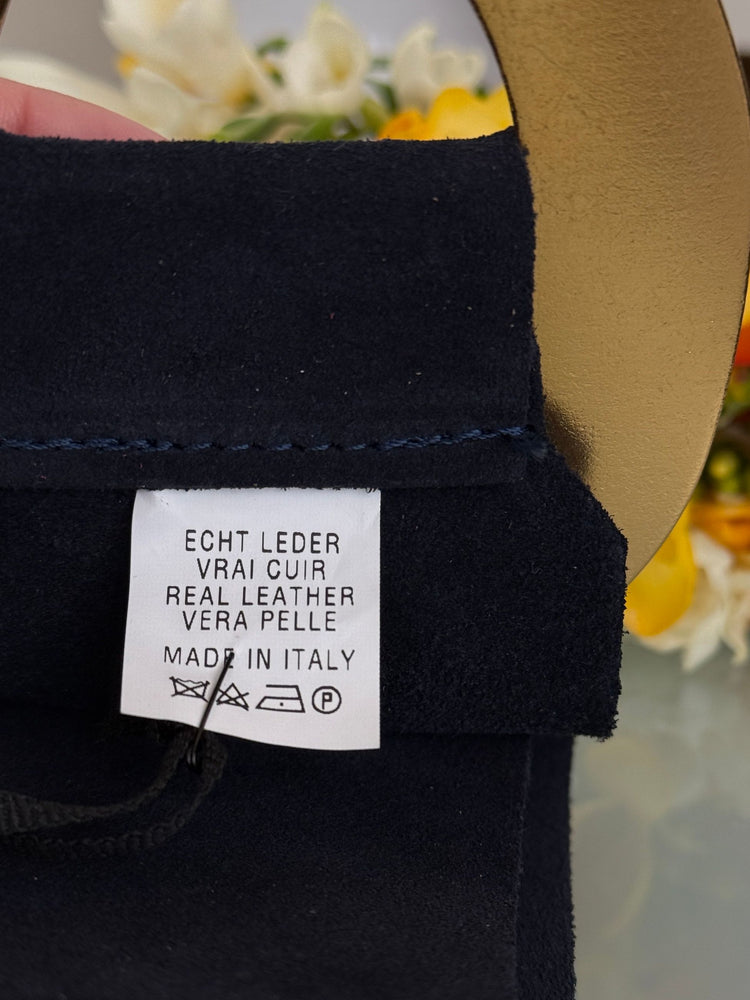 ECHT LEDER
VRAI CUIR
REAL LEATHER
VERA PELLE
MADE IN ITALY
P